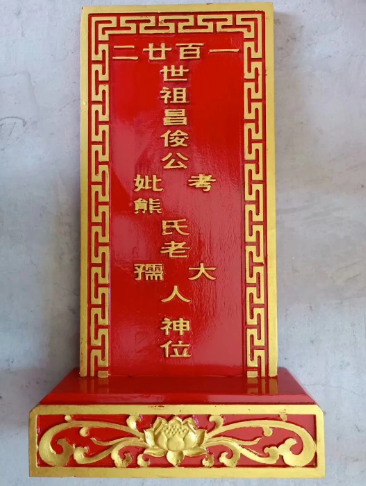 一百廿二
世祖昌俊公
考大
妣熊孺
氏老人神位